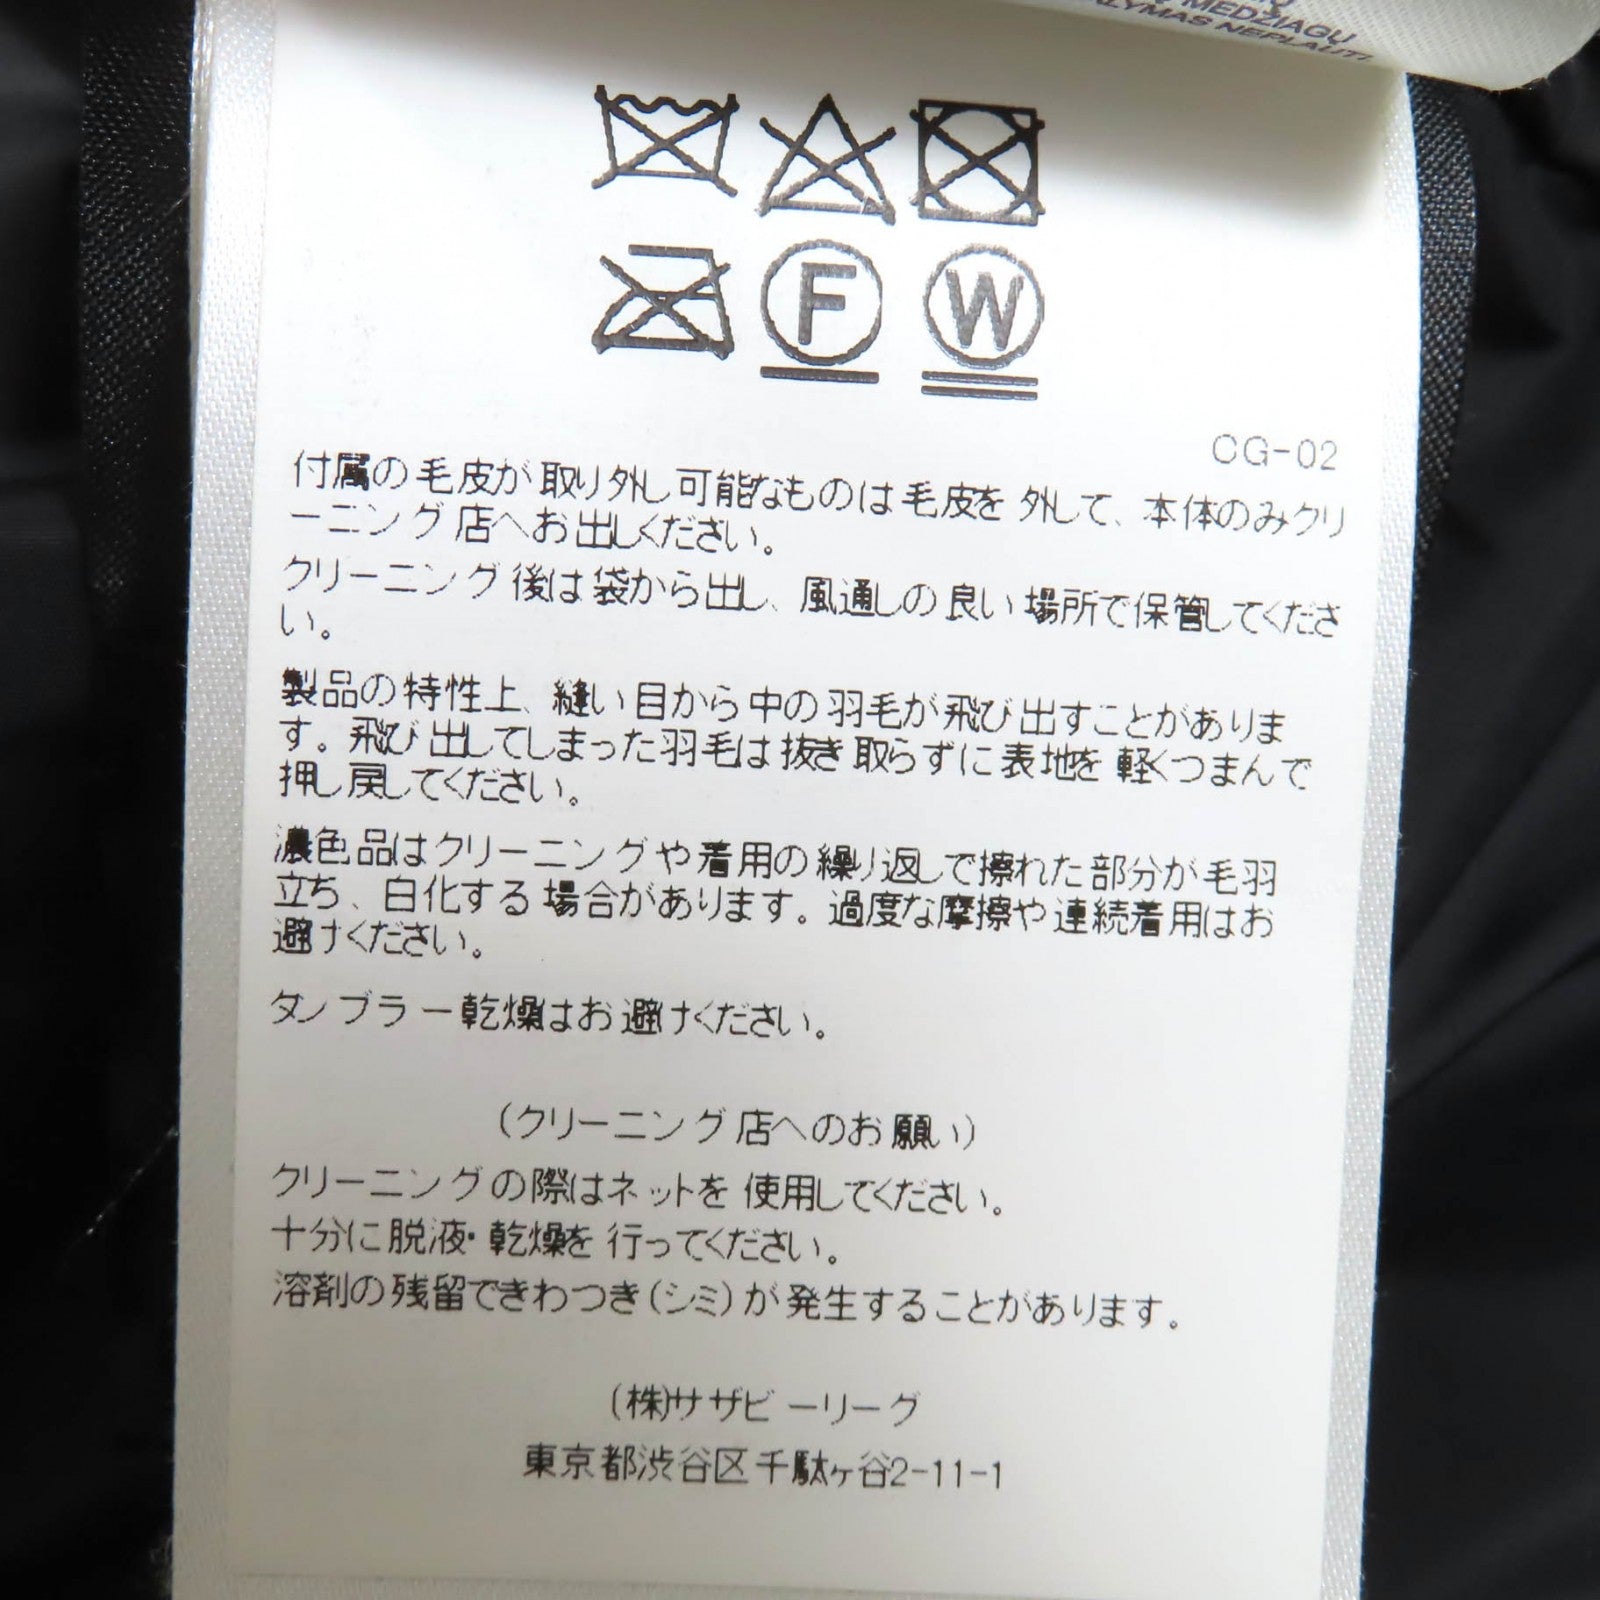 MEDŽIAGŲ
NEPLAUTI
F W
CG-02
付属の毛皮が取り外し可能なものは毛皮を外して、本体のみクリ
ーニング店へお出しください。
クリーニング後は袋から出し、風通しの良い場所で保管してくださ
い。
製品の特性上、縫い目から中の羽毛が飛び出すことがありま
す。飛び出してしまった羽毛は抜き取らずに表地を軽くつまんで
押し戻してください。
濃色品はクリーニングや着用の繰り返しで擦れた部分が毛羽
立ち、白化する場合があります。過度な摩擦や連続着用はお
避けください。
タンブラー乾燥はお避けください。
(クリーニング店へのお願い)
クリーニングの際はネットを使用してください。
十分に脱液・乾燥を行ってください。
溶剤の残留できわつき(シミ)が発生することがあります。
(株)サザビーリーグ
東京都渋谷区千駄ヶ谷2-11-1